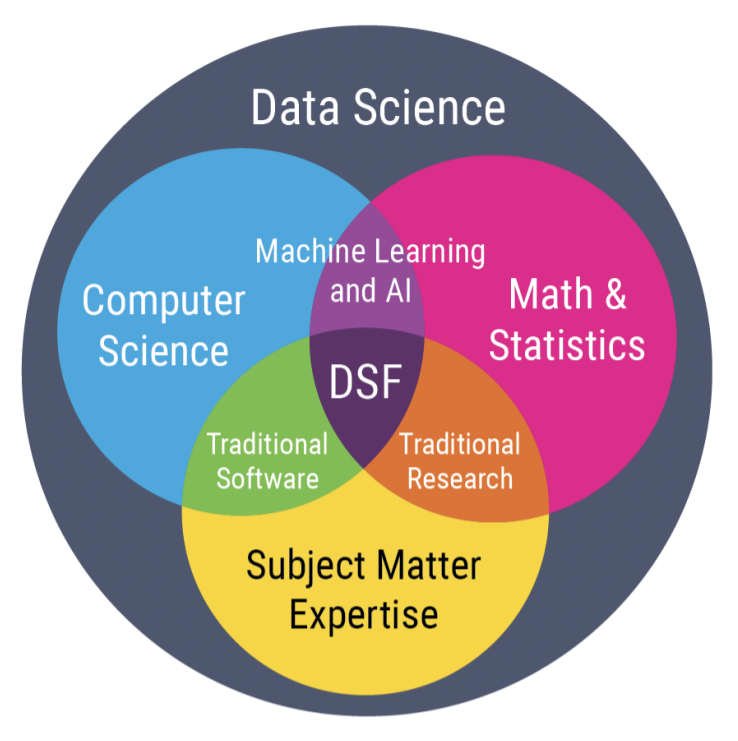 Data Science
Machine Learning
and AI
Computer
Science
Math &
Statistics
DSF
Traditional
Software
Traditional
Research
Subject Matter
Expertise